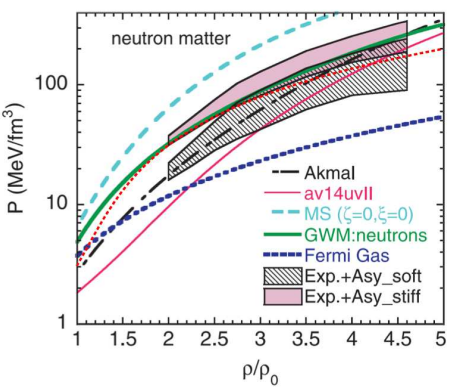 neutron matter
P (MeV/fm³)
100
10
1
Akmal
av14uvII
MS (ζ=0,ξ=0)
GWM:neutrons
Fermi Gas
Exp.+Asy_soft
Exp.+Asy_stiff
1 1.5 2 2.5 3 3.5 4 4.5 5
ρ/ρ₀